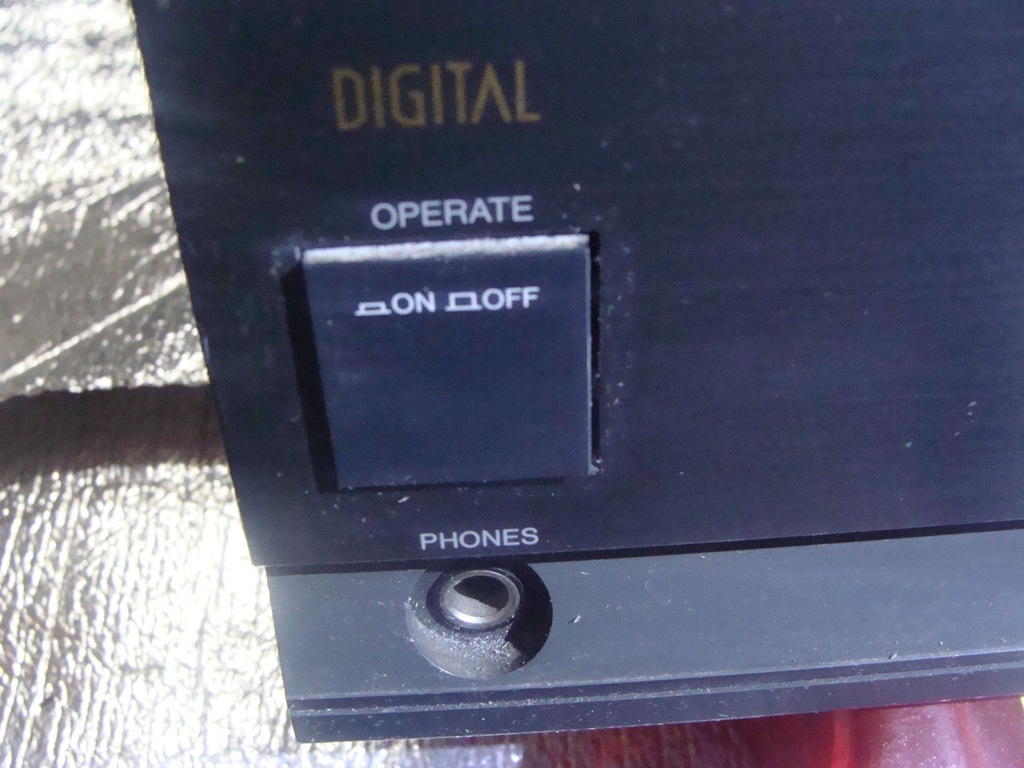 DIGITAL
OPERATE
ON OFF
PHONES